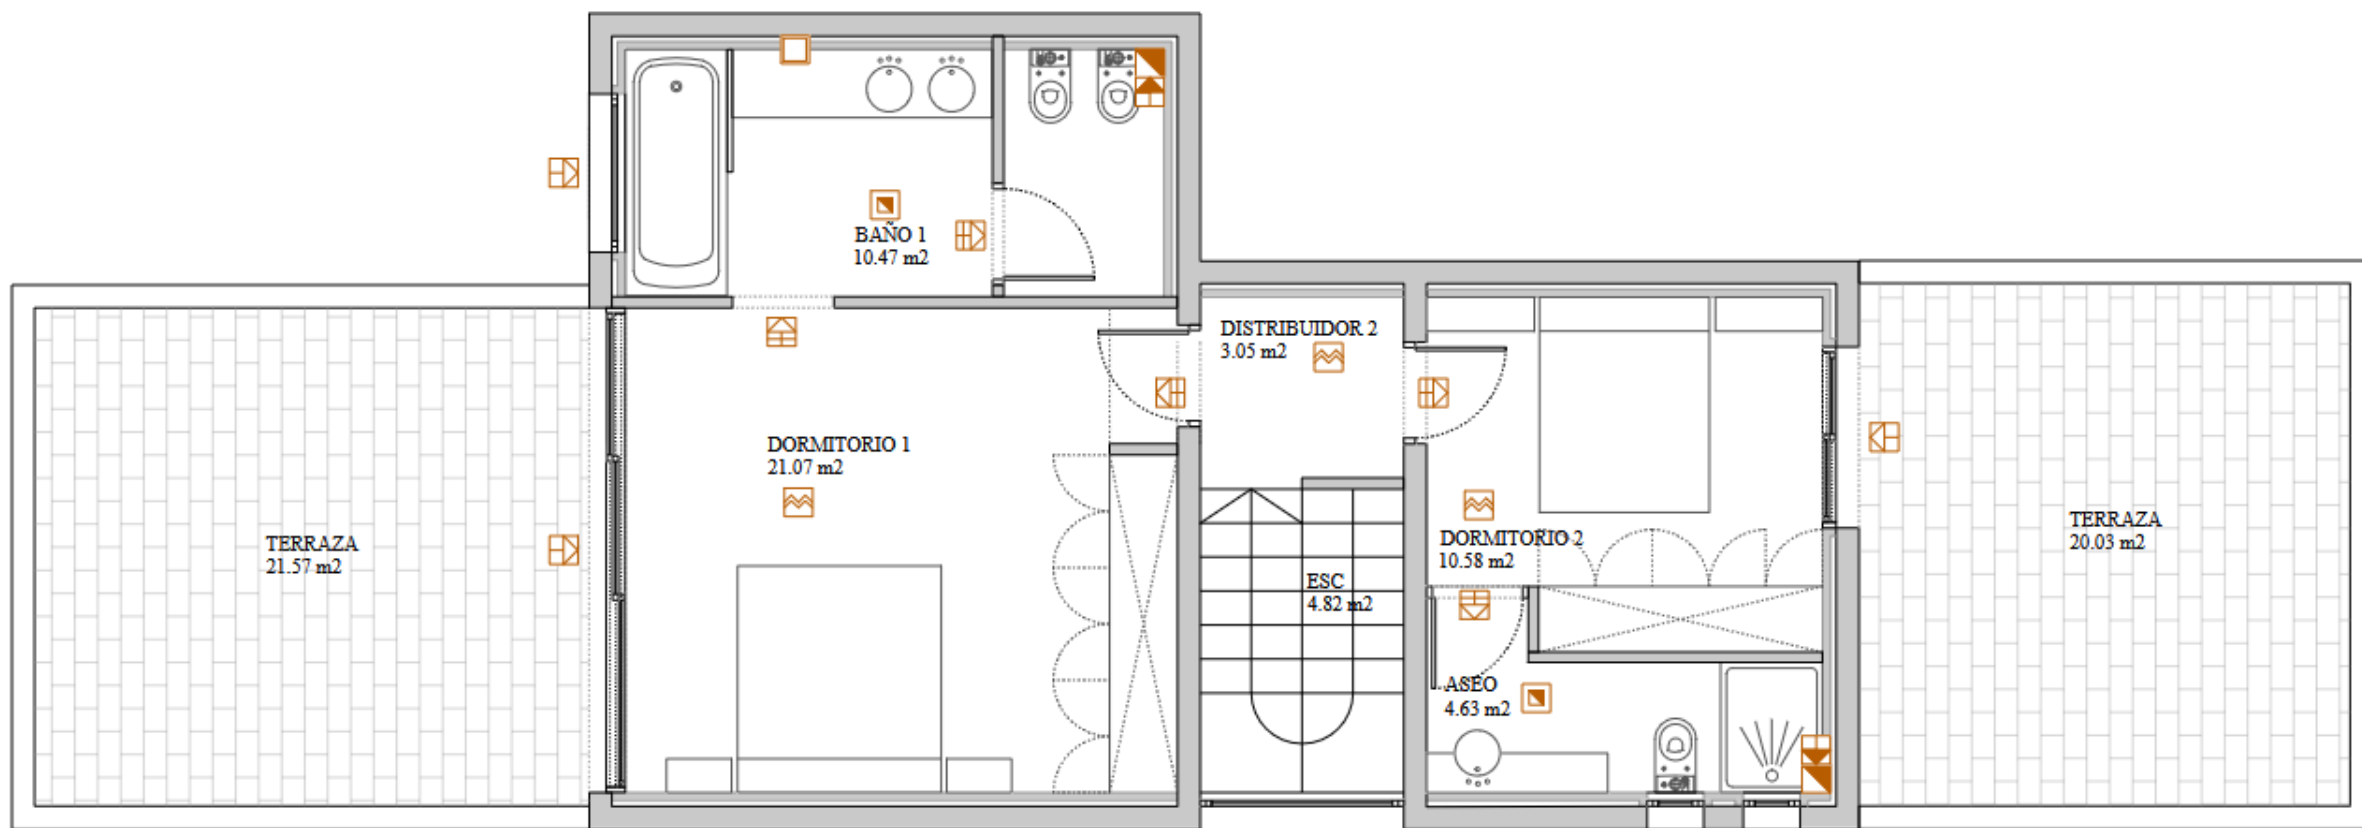 BAÑO 1
10.47 m2
DISTRIBUIDOR 2
3.05 m2
DORMITORIO 1
21.07 m2
TERRAZA
21.57 m2
DORMITORIO 2
10.58 m2
TERRAZA
20.03 m2
ESC
4.82 m2
ASEO
4.63 m2